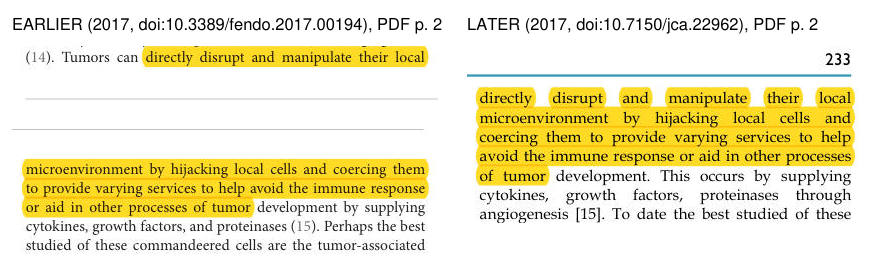 EARLIER (2017, doi:10.3389/fendo.2017.00194), PDF p. 2
(14). Tumors can directly disrupt and manipulate their local
microenvironment by hijacking local cells and coercing them
to provide varying services to help avoid the immune response
or aid in other processes of tumor development by supplying
cytokines, growth factors, and proteinases (15). Perhaps the best
studied of these commandeered cells are the tumor-associated
LATER (2017, doi:10.7150/jca.22962), PDF p. 2
233
directly disrupt and manipulate their local
microenvironment by hijacking local cells and
coercing them to provide varying services to help
avoid the immune response or aid in other processes
of tumor development. This occurs by supplying
cytokines, growth factors, proteinases through
angiogenesis [15]. To date the best studied of these